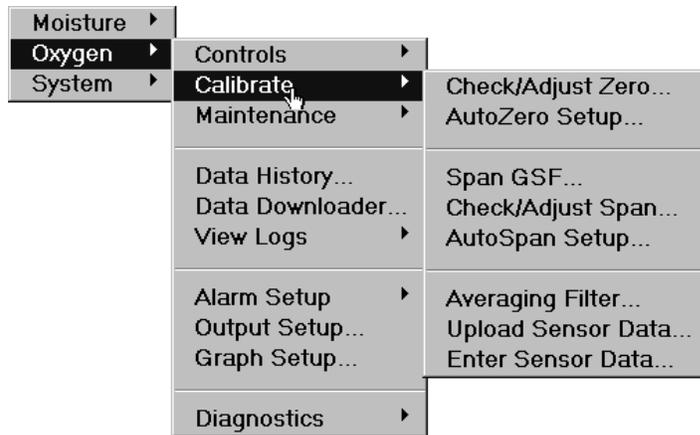 Moisture
Oxygen
System
Controls
Calibrate
Maintenance
Data History...
Data Downloader...
View Logs
Alarm Setup
Output Setup...
Graph Setup...
Diagnostics
Check/Adjust Zero...
AutoZero Setup...
Span GSF...
Check/Adjust Span...
AutoSpan Setup...
Averaging Filter...
Upload Sensor Data...
Enter Sensor Data...